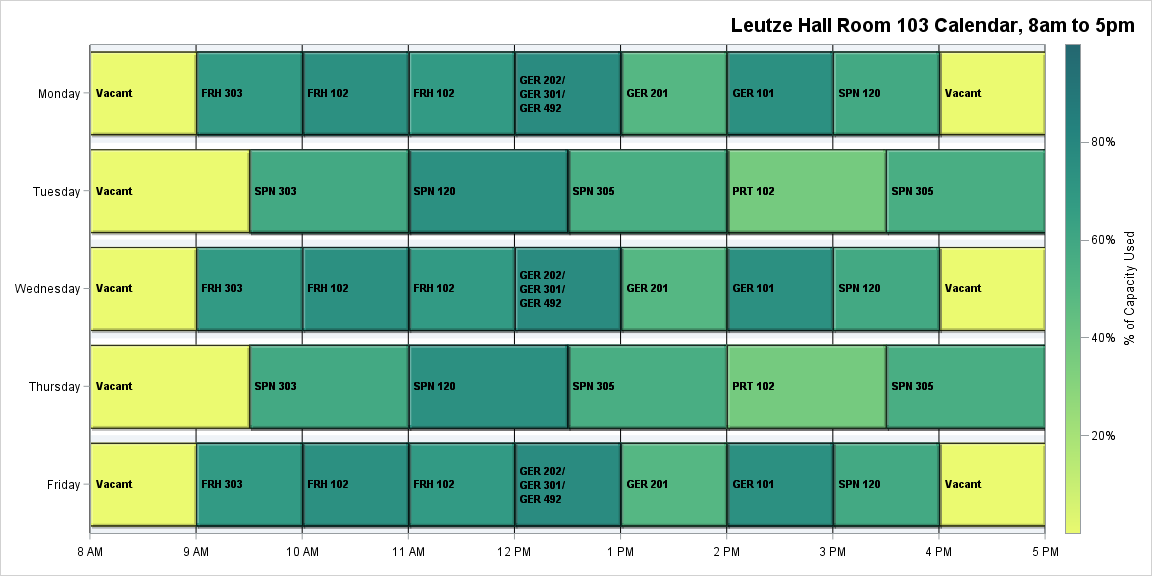 Leutze Hall Room 103 Calendar, 8am to 5pm
Monday
Vacant
FRH 303
FRH 102
FRH 102
GER 202/
GER 301/
GER 492
GER 201
GER 101
SPN 120
Vacant
Tuesday
Vacant
SPN 303
SPN 120
SPN 305
PRT 102
SPN 305
Wednesday
Vacant
FRH 303
FRH 102
FRH 102
GER 202/
GER 301/
GER 492
GER 201
GER 101
SPN 120
Vacant
Thursday
Vacant
SPN 303
SPN 120
SPN 305
PRT 102
SPN 305
Friday
Vacant
FRH 303
FRH 102
FRH 102
GER 202/
GER 301/
GER 492
GER 201
GER 101
SPN 120
Vacant
8 AM
9 AM
10 AM
11 AM
12 PM
1 PM
2 PM
3 PM
4 PM
5 PM
80%
60%
40%
20%
% of Capacity Used